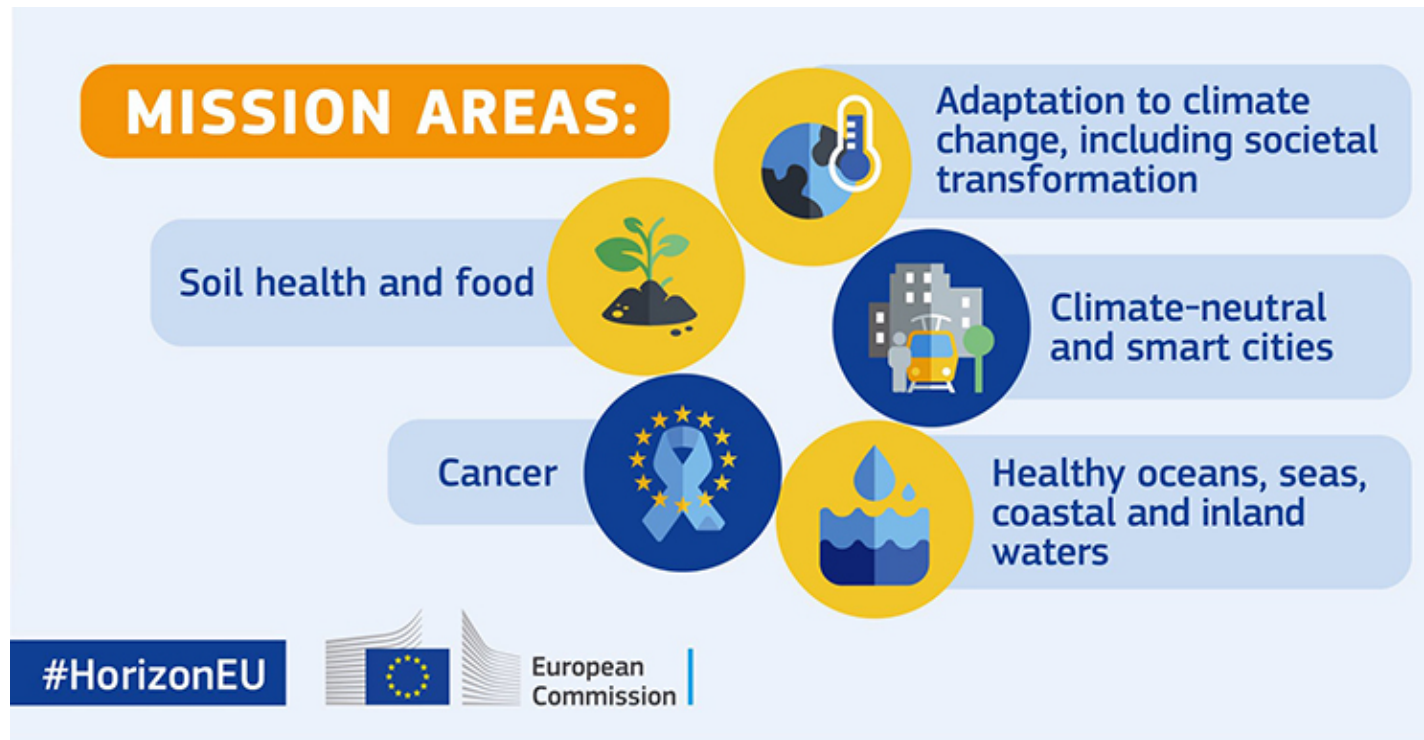 MISSION AREAS:
Adaptation to climate
change, including societal
transformation
Soil health and food
Climate-neutral
and smart cities
Cancer
Healthy oceans, seas,
coastal and inland
waters
#HorizonEU
European
Commission